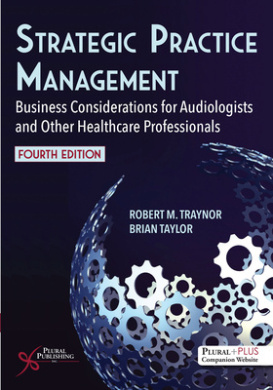 STRATEGIC PRACTICE
MANAGEMENT
Business Considerations for Audiologists
and Other Healthcare Professionals
FOURTH EDITION
ROBERT M. TRAYNOR
BRIAN TAYLOR
PLURAL+PLUS
Companion Website
PLURAL
PUBLISHING